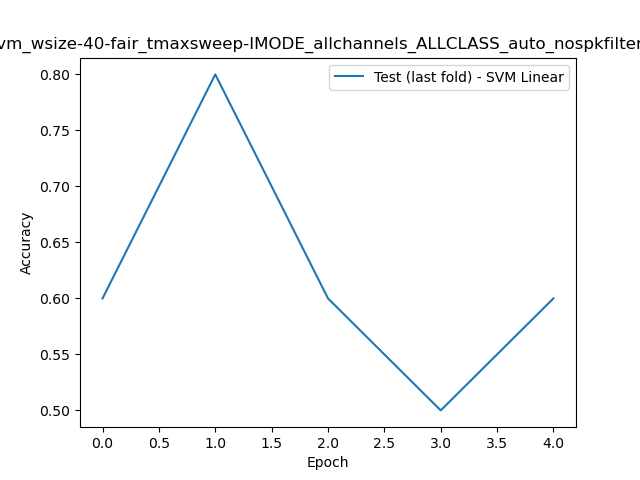 vm_wsize-40-fair_tmaxsweep-IMODE_allchannels_ALLCLASS_auto_nospkfilter
Test (last fold) - SVM Linear
Accuracy
0.80
0.75
0.70
0.65
0.60
0.55
0.50
0.0 0.5 1.0 1.5 2.0 2.5 3.0 3.5 4.0
Epoch